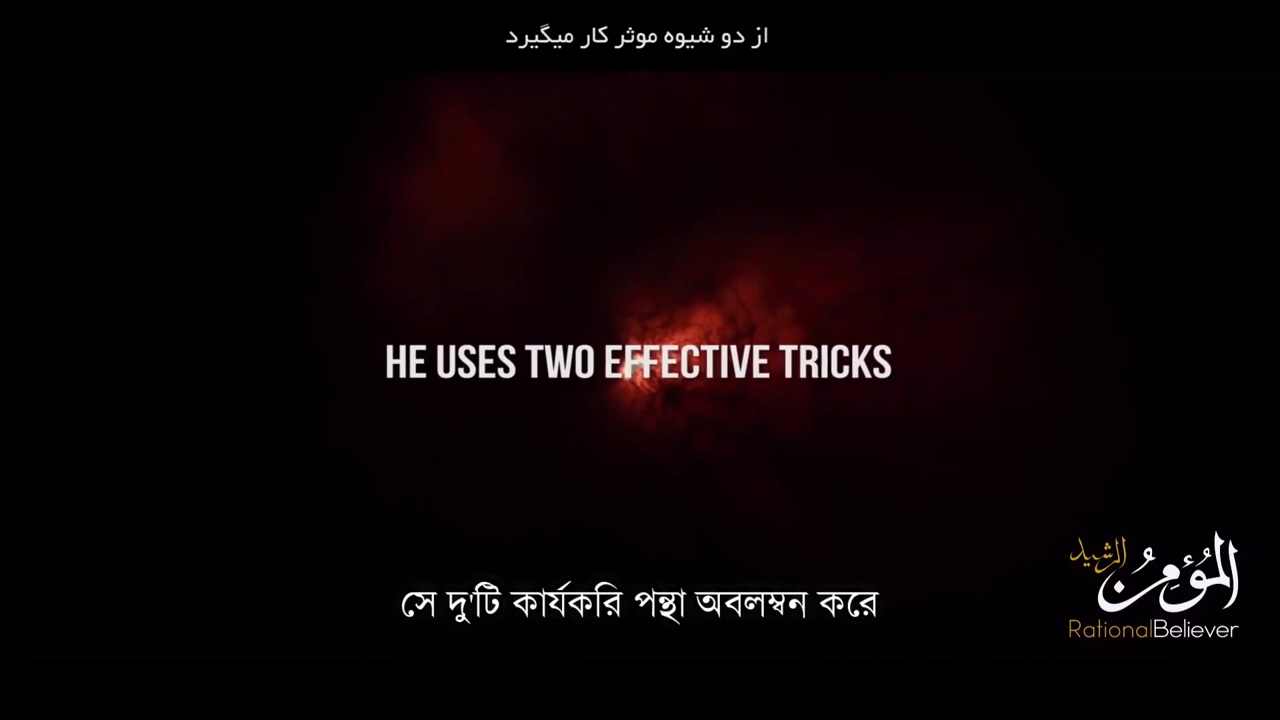 از دو شیوه موثر کار میگیرد
HE USES TWO EFFECTIVE TRICKS
সে দু'টি কার্যকরি পন্থা অবলম্বন করে
المؤمن الرشيد
RationalBeliever